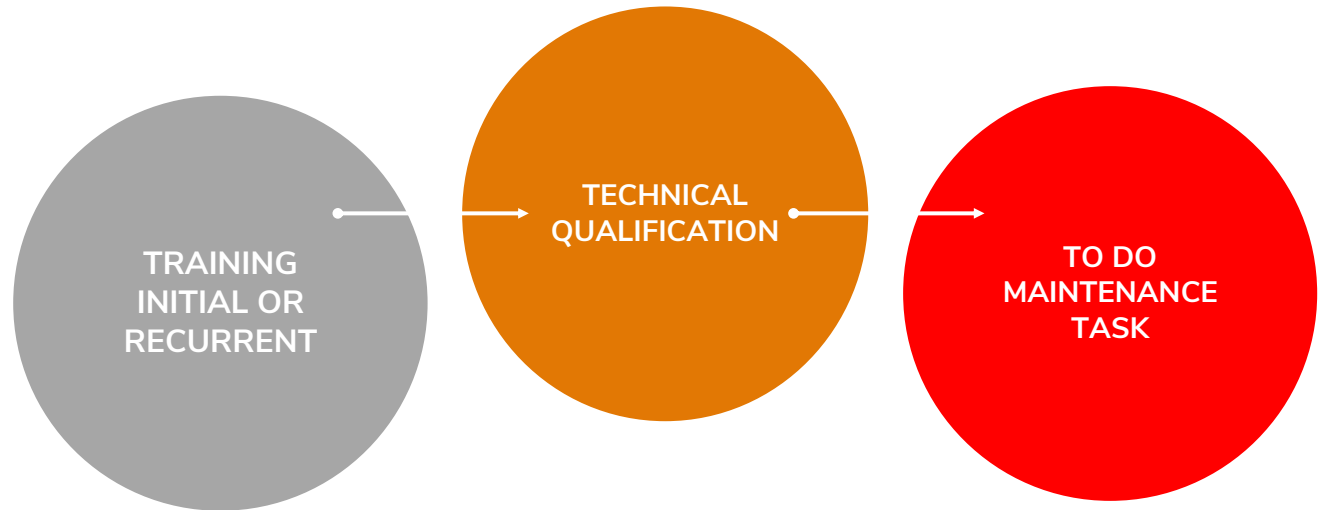 TRAINING
INITIAL OR
RECURRENT
TECHNICAL
QUALIFICATION
TO DO
MAINTENANCE
TASK